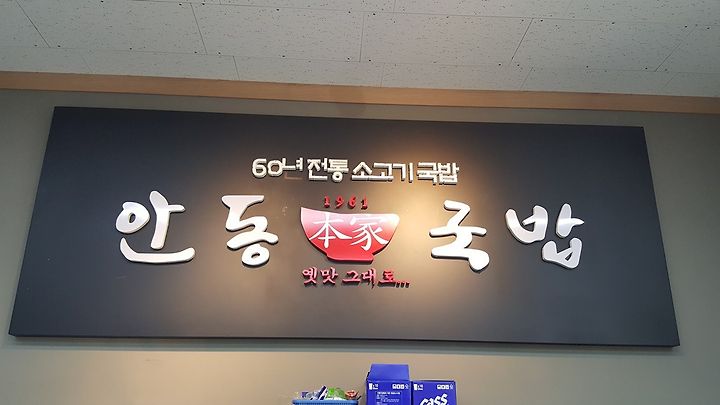 60년 전통 소고기 국밥
1961
안동 本家 국밥
옛맛 그대로...
cass